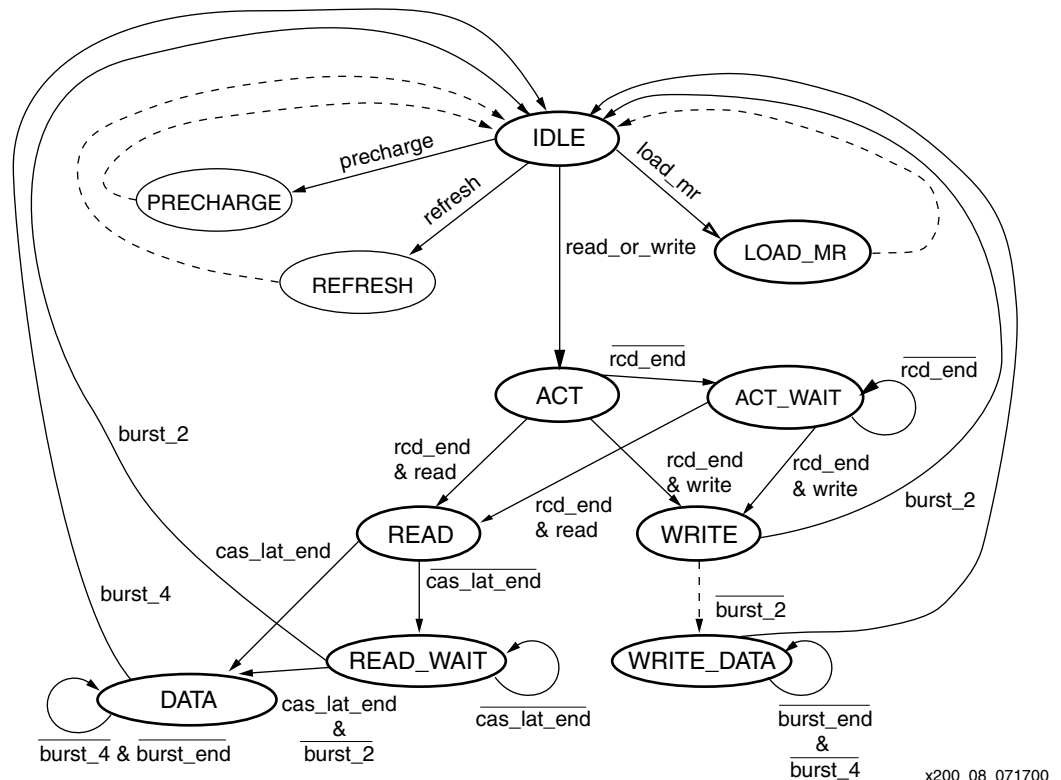 IDLE
precharge
load_mr
PRECHARGE
refresh
read_or_write
LOAD_MR
REFRESH
rcd_end
rcd_end
ACT
ACT_WAIT
burst_2
rcd_end
& read
rcd_end
& write
rcd_end
& write
rcd_end
& read
burst_2
READ
WRITE
cas_lat_end
cas_lat_end
burst_4
burst_2
READ_WAIT
WRITE_DATA
DATA
cas_lat_end
&
burst_2
cas_lat_end
burst_end
&
burst_4
burst_4 & burst_end
x200_08_071700